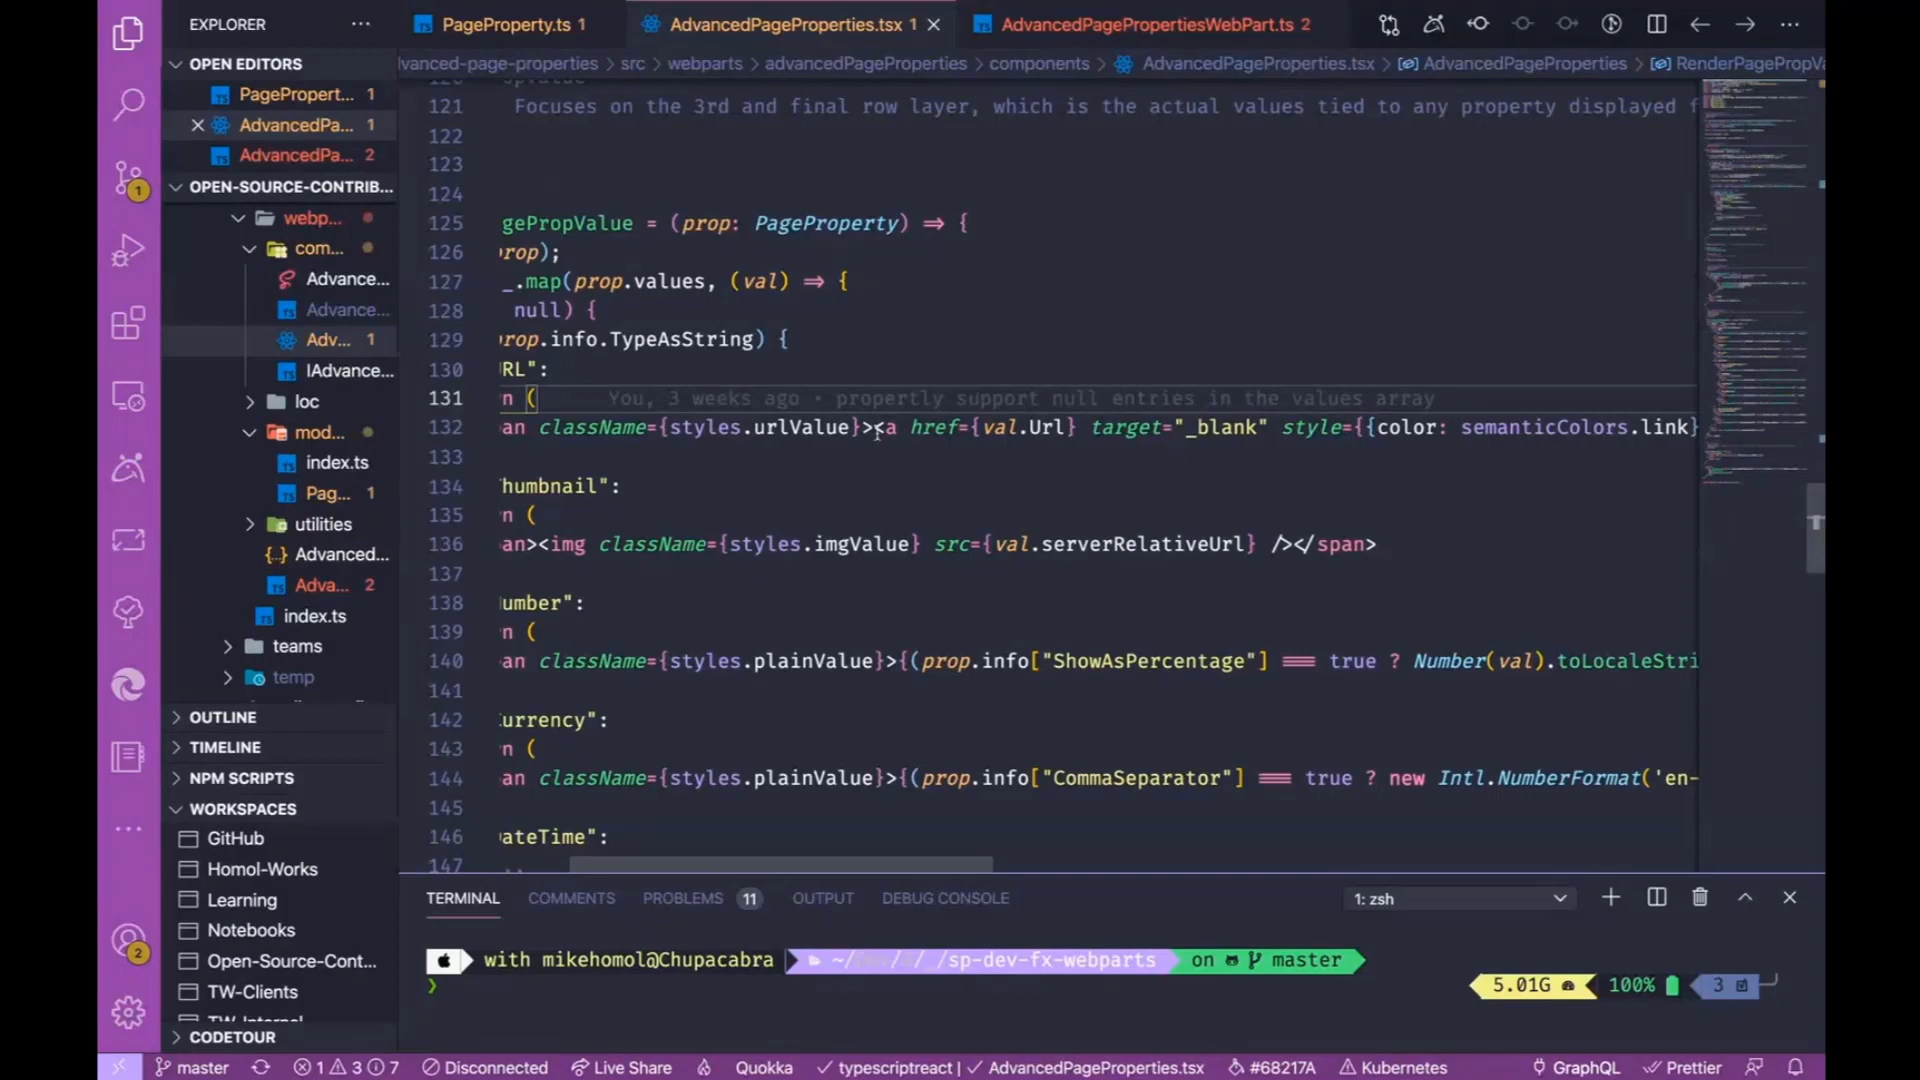 EXPLORER
PageProperty.ts 1
AdvancedPageProperties.tsx 1
AdvancedPagePropertiesWebPart.ts 2
OPEN EDITORS
PagePropert... 1
AdvancedPa... 1
AdvancedPa... 2
OPEN-SOURCE-CONTRIB...
webp...
com...
Advance...
Advance...
Adv... 1
IAdvance...
loc
mod...
index.ts
Pag... 1
utilities
Advanced...
Adva... 2
index.ts
teams
temp
OUTLINE
TIMELINE
NPM SCRIPTS
WORKSPACES
GitHub
Homol-Works
Learning
Notebooks
Open-Source-Cont...
TW-Clients
CODETOUR
1
2
dvanced-page-properties > src > webparts > advancedPageProperties > components > AdvancedPageProperties.tsx > AdvancedPageProperties > RenderPagePropVa
121 Focuses on the 3rd and final row layer, which is the actual values tied to any property displayed f
122
123
124
125 gePropValue = (prop: PageProperty) => {
126 prop);
127 _.map(prop.values, (val) => {
128 null) {
129 prop.info.TypeAsString) {
130 RL":
131 n ( You, 3 weeks ago • propertly support null entries in the values array
132 an className={styles.urlValue}><a href={val.Url} target="_blank" style={{color: semanticColors.link}
133
134 humbnail":
135 n (
136 an><img className={styles.imgValue} src={val.serverRelativeUrl} /></span>
137
138 umber":
139 n (
140 an className={styles.plainValue}>{(prop.info["ShowAsPercentage"] === true ? Number(val).toLocaleStri
141
142 urrency":
143 n (
144 an className={styles.plainValue}>{(prop.info["CommaSeparator"] === true ? new Intl.NumberFormat('en-
145
146 ateTime":
147
TERMINAL COMMENTS PROBLEMS 11 OUTPUT DEBUG CONSOLE 1: zsh
with mikehomol@Chupacabra ~/ /sp-dev-fx-webparts on master
❯ 5.01G 100% 3
master 1 3 7 Disconnected Live Share Quokka typescriptreact | AdvancedPageProperties.tsx #68217A Kubernetes GraphQL Prettier